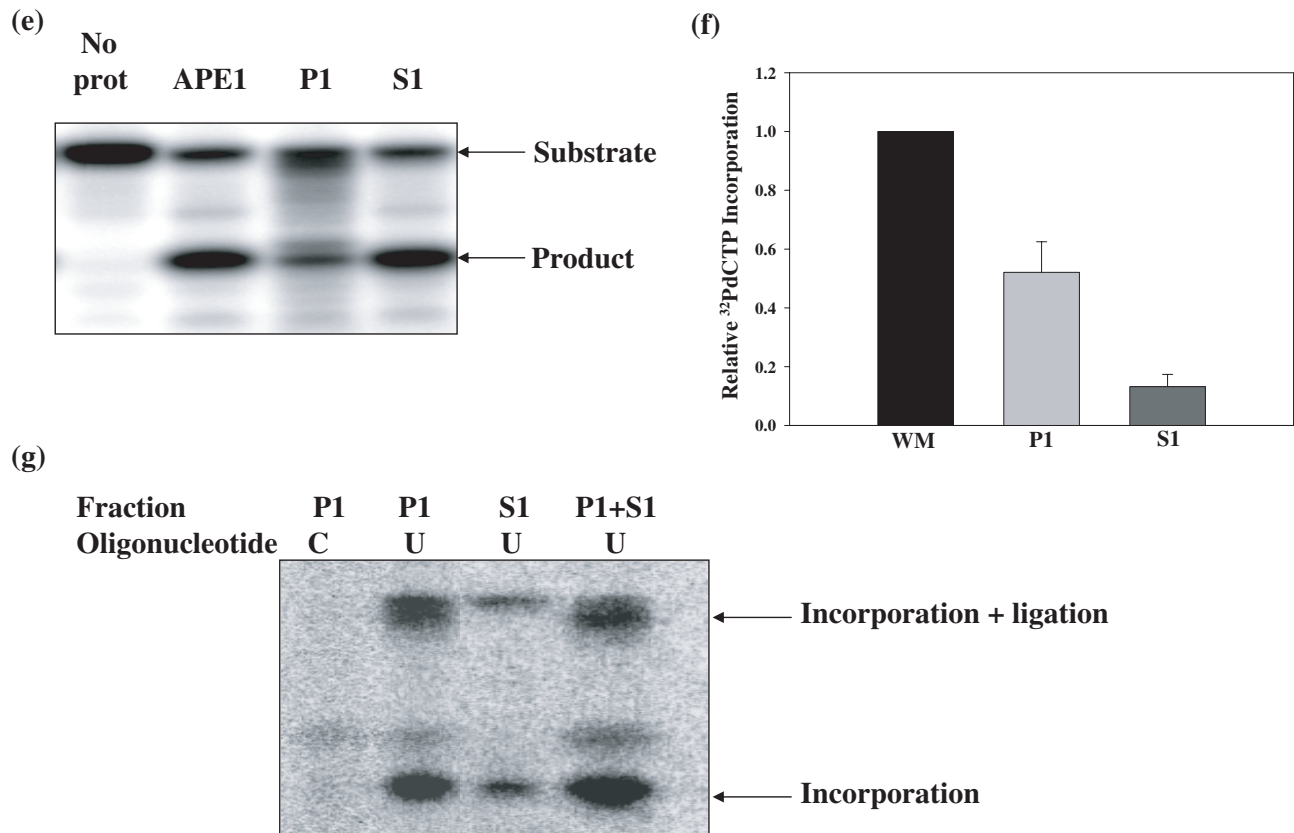 (e)
No
prot APE1 P1 S1
Substrate
Product
(f)
Relative ³²PdCTP Incorporation
1.2
1.0
0.8
0.6
0.4
0.2
0.0
WM P1 S1
(g)
Fraction P1 P1 S1 P1+S1
Oligonucleotide C U U U
Incorporation + ligation
Incorporation